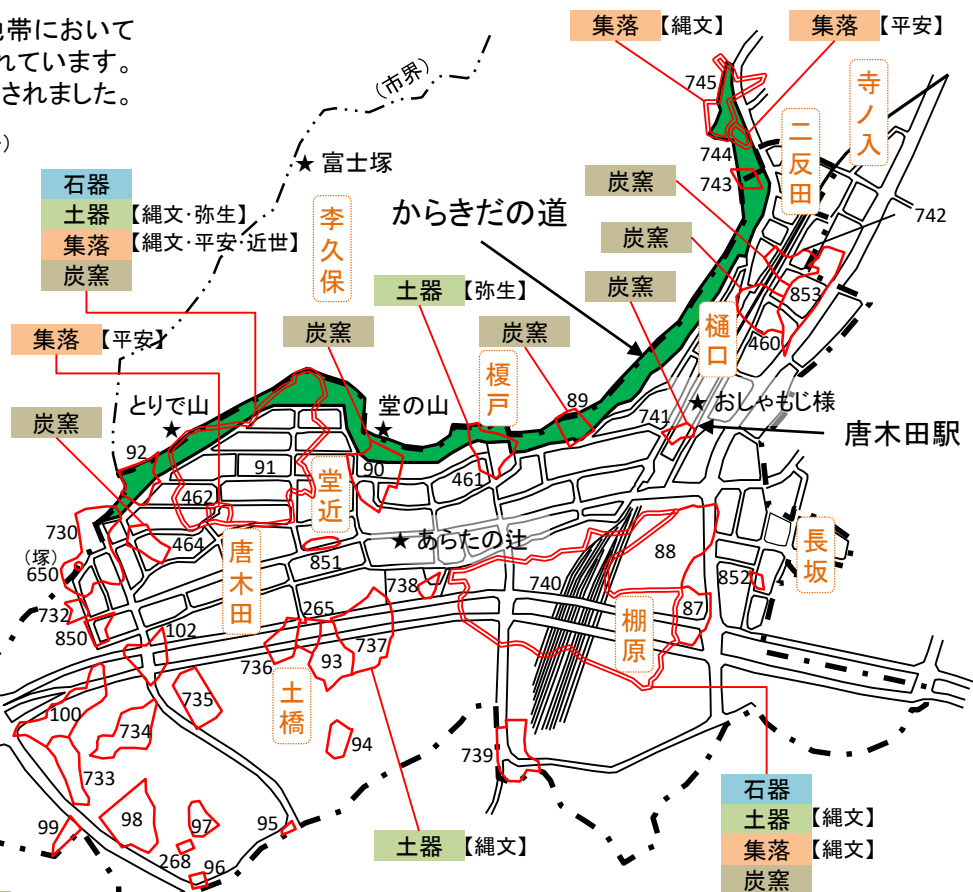 色帯において
れています。
されました。
集落【縄文】
集落【平安】
(市界)
745
寺ノ入
★富士塚
二反田
744
石器
土器【縄文・弥生】
集落【縄文・平安・近世】
炭窯
743
炭窯
李久保
からきだの道
742
炭窯
土器【弥生】
炭窯
853
集落【平安】
炭窯
炭窯
樋口
460
榎戸
とりで山
★
堂の山
★
89
741
★おしゃもじ様
炭窯
唐木田駅
92
91
堂近
90
461
462
730
464
★あらたの辻
88
長坂
(塚)
650
唐木田
851
738
740
852
732
265
87
850
102
棚原
736
93
737
土橋
735
100
734
94
739
733
石器
土器【縄文】
集落【縄文】
炭窯
98
97
95
99
土器【縄文】
268
96